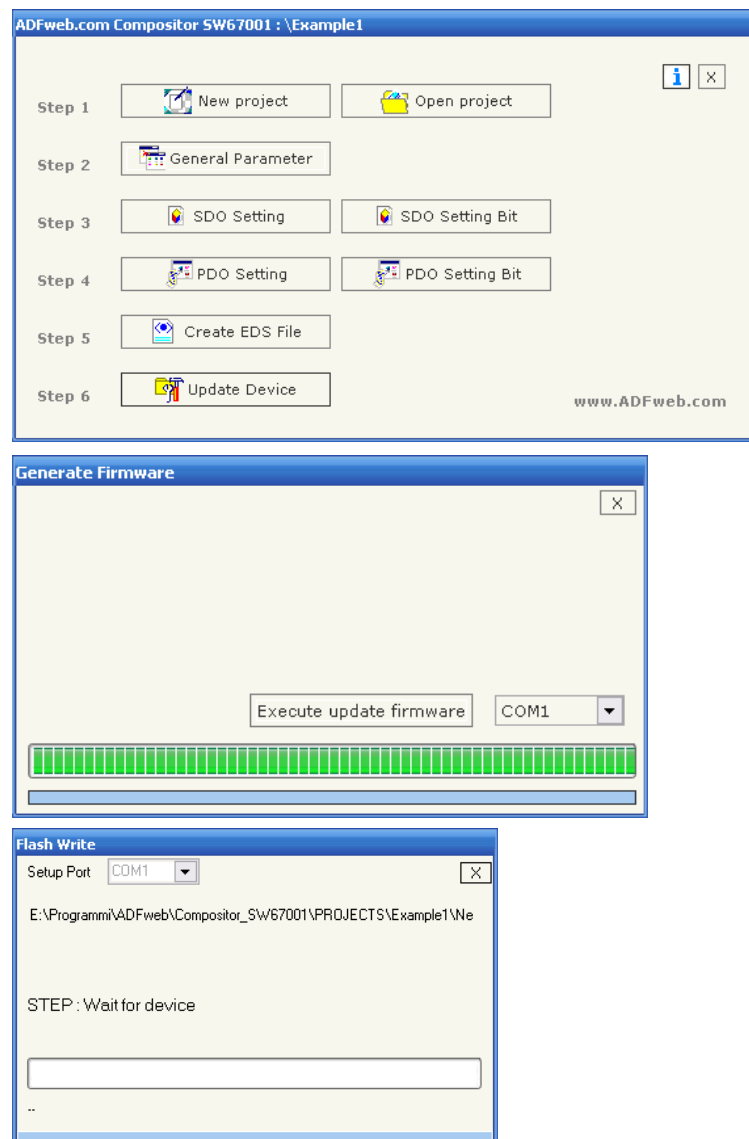 ADFweb.com Compositor SW67001 : \Example1
i X
Step 1 New project Open project
Step 2 General Parameter
Step 3 SDO Setting SDO Setting Bit
Step 4 PDO Setting PDO Setting Bit
Step 5 Create EDS File
Step 6 Update Device
www.ADFweb.com
Generate Firmware
X
Execute update firmware COM1
Flash Write
Setup Port COM1 X
E:\Programmi\ADFweb\Compositor_SW67001\PROJECTS\Example1\Ne
STEP : Wait for device
..